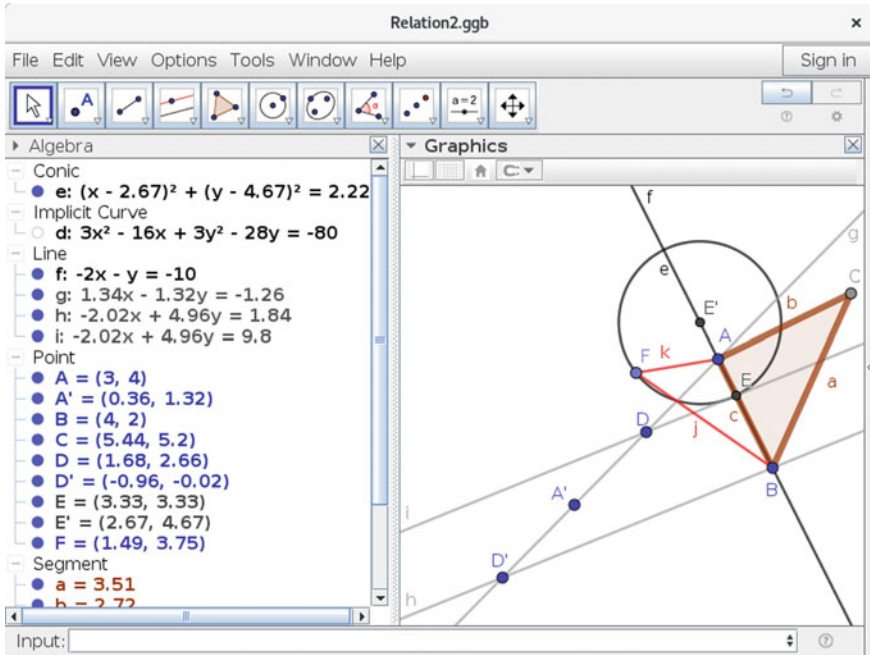 Relation2.ggb ×
File Edit View Options Tools Window Help Sign in
A a=2
Algebra
Graphics
Conic
e: (x - 2.67)² + (y - 4.67)² = 2.22
Implicit Curve
d: 3x² - 16x + 3y² - 28y = -80
Line
f: -2x - y = -10
g: 1.34x - 1.32y = -1.26
h: -2.02x + 4.96y = 1.84
i: -2.02x + 4.96y = 9.8
Point
A = (3, 4)
A' = (0.36, 1.32)
B = (4, 2)
C = (5.44, 5.2)
D = (1.68, 2.66)
D' = (-0.96, -0.02)
E = (3.33, 3.33)
E' = (2.67, 4.67)
F = (1.49, 3.75)
Segment
a = 3.51
b = 2.72
f
g
e
C
E'
b
A
F
k
E
a
c
D
j
B
A'
i
D'
h
Input: